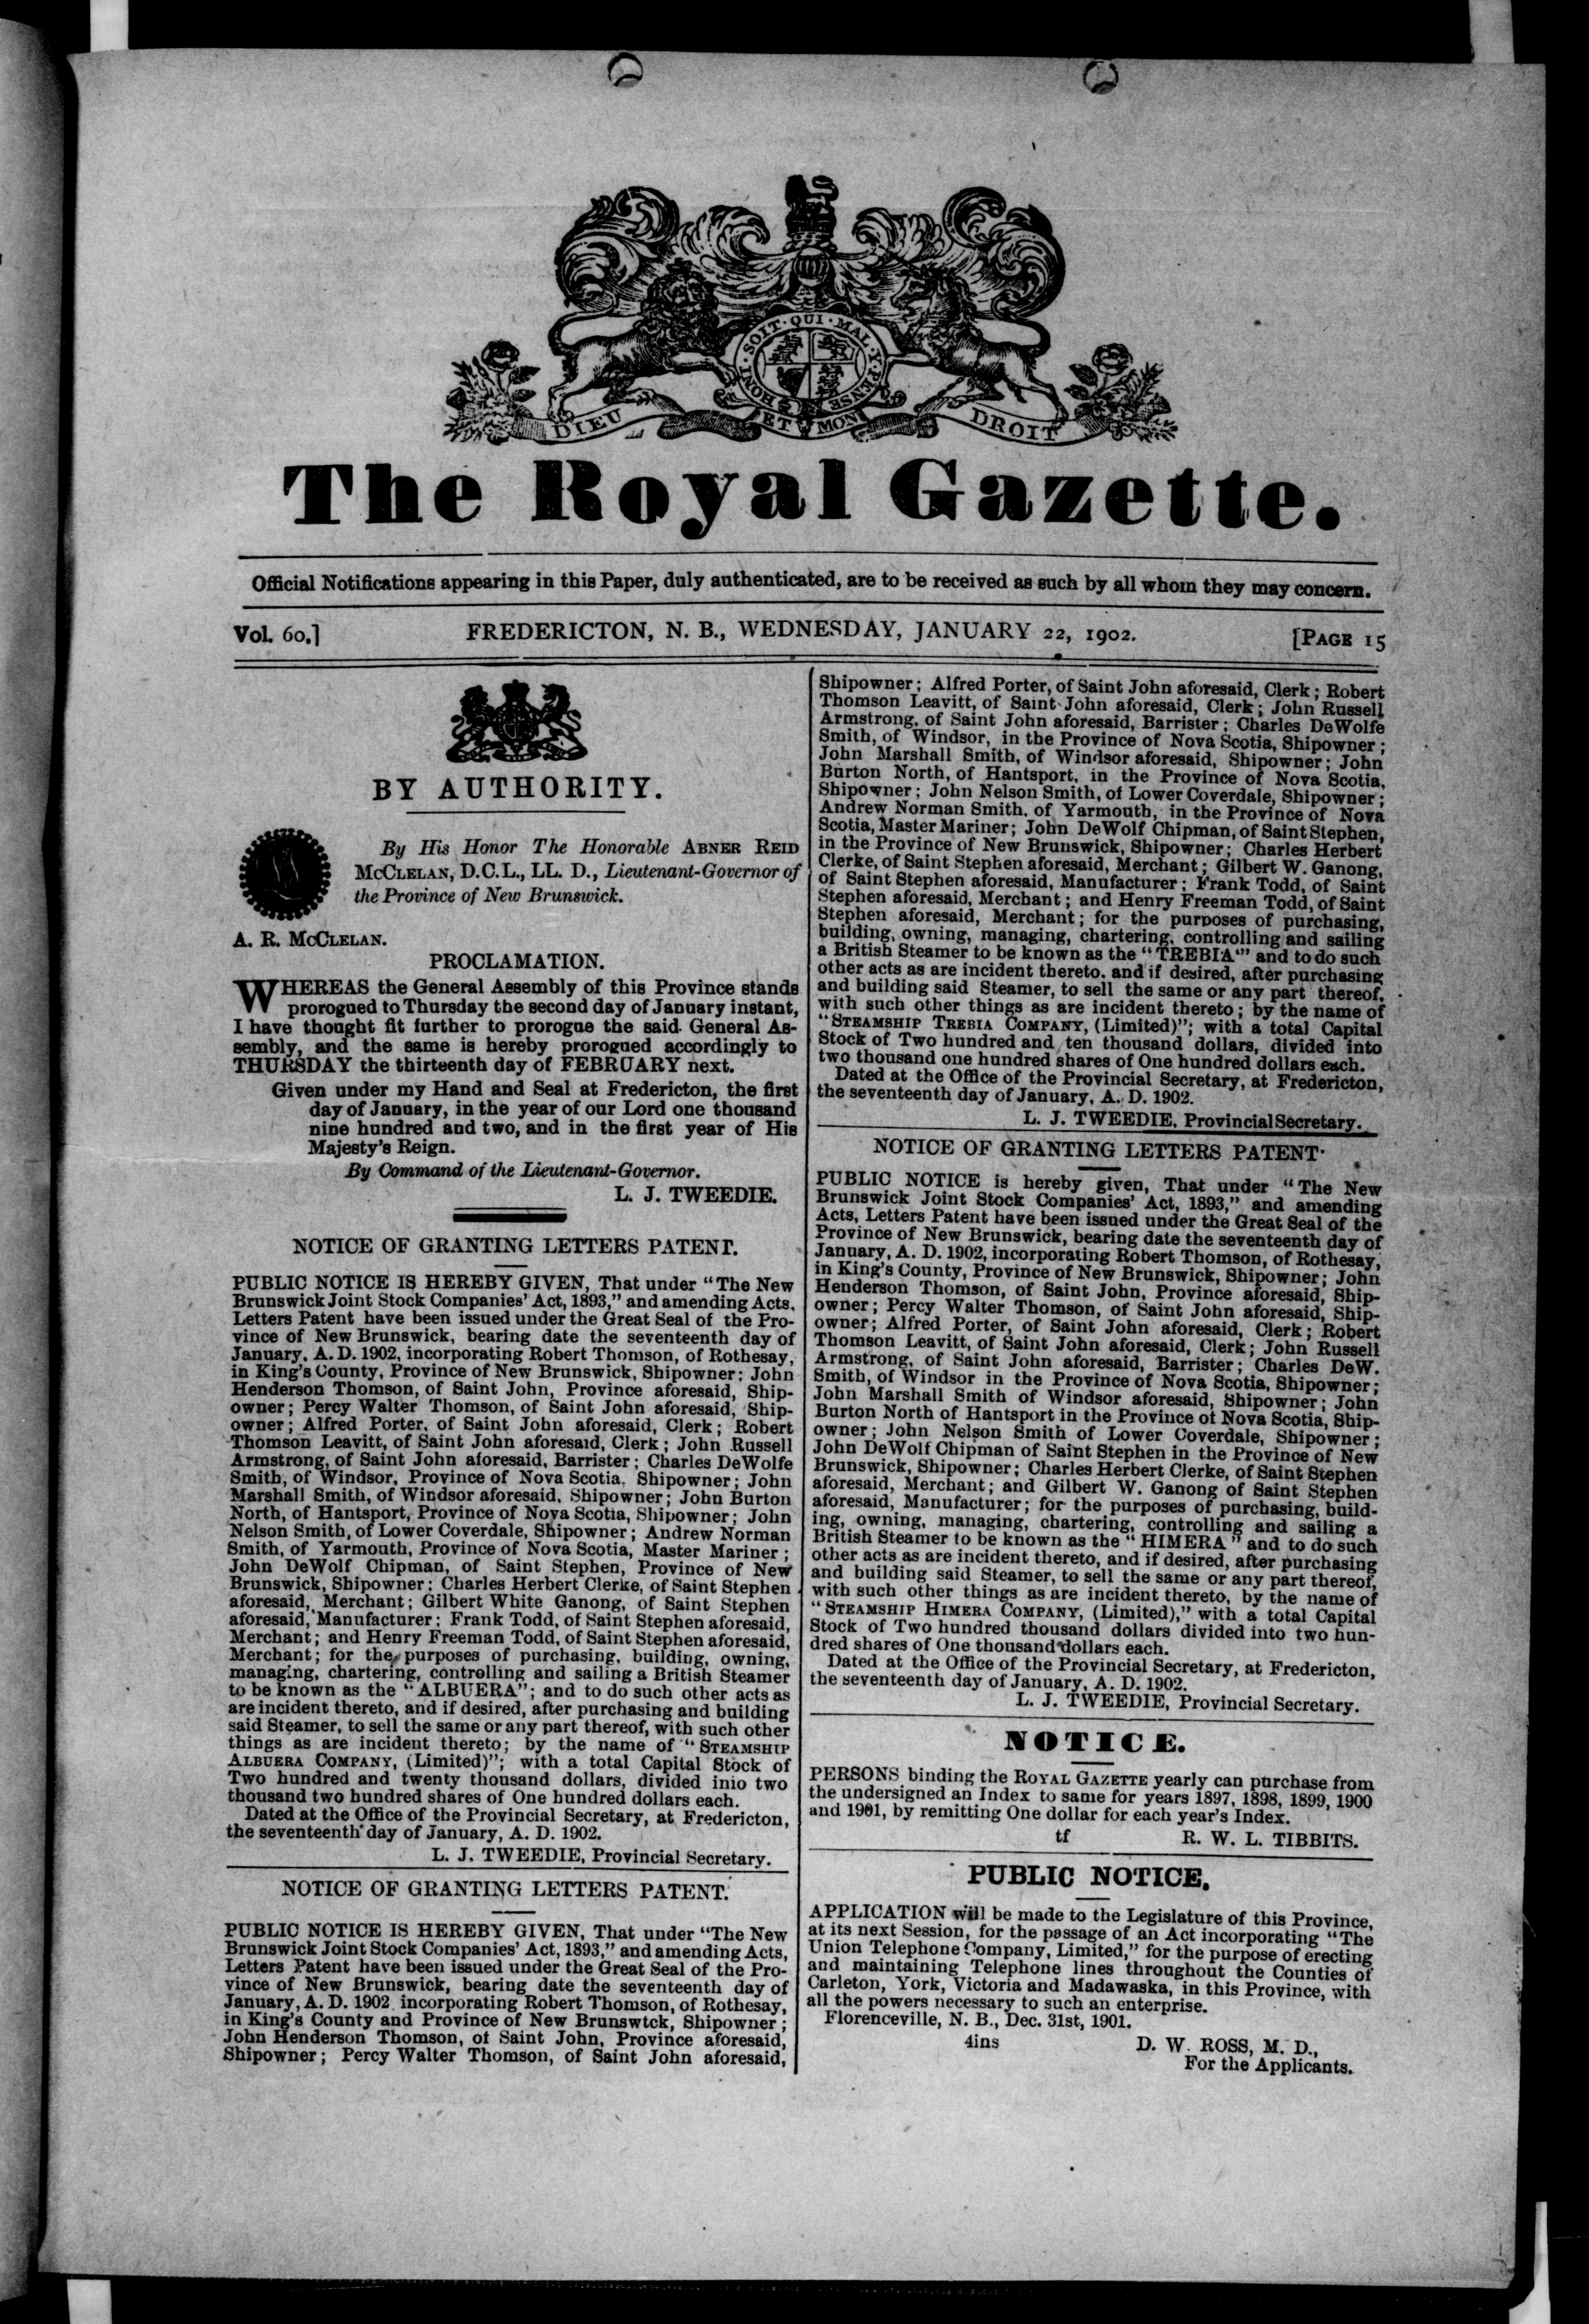 HONI · SOIT · QUI · MAL · Y · PENSE
DIEU ET MON DROIT
The Royal Gazette.
Official Notifications appearing in this Paper, duly authenticated, are to be received as such by all whom they may concern.
Vol. 60.] FREDERICTON, N. B., WEDNESDAY, JANUARY 22, 1902. [PAGE 15
BY AUTHORITY.
By His Honor The Honorable ABNER REID
MCCLELAN, D.C.L., LL. D., Lieutenant-Governor of
the Province of New Brunswick.
A. R. MCCLELAN.
PROCLAMATION.
WHEREAS the General Assembly of this Province stands
prorogued to Thursday the second day of January instant,
I have thought fit further to prorogue the said General As-
sembly, and the same is hereby prorogued accordingly to
THURSDAY the thirteenth day of FEBRUARY next.
Given under my Hand and Seal at Fredericton, the first
day of January, in the year of our Lord one thousand
nine hundred and two, and in the first year of His
Majesty's Reign.
By Command of the Lieutenant-Governor.
L. J. TWEEDIE.
NOTICE OF GRANTING LETTERS PATENT.
PUBLIC NOTICE IS HEREBY GIVEN, That under "The New
Brunswick Joint Stock Companies' Act, 1893," and amending Acts,
Letters Patent have been issued under the Great Seal of the Pro-
vince of New Brunswick, bearing date the seventeenth day of
January, A. D. 1902, incorporating Robert Thomson, of Rothesay,
in King's County, Province of New Brunswick, Shipowner; John
Henderson Thomson, of Saint John, Province aforesaid, Ship-
owner; Percy Walter Thomson, of Saint John aforesaid, Ship-
owner; Alfred Porter, of Saint John aforesaid, Clerk; Robert
Thomson Leavitt, of Saint John aforesaid, Clerk; John Russell
Armstrong, of Saint John aforesaid, Barrister; Charles DeWolfe
Smith, of Windsor, Province of Nova Scotia, Shipowner; John
Marshall Smith, of Windsor aforesaid, Shipowner; John Burton
North, of Hantsport, Province of Nova Scotia, Shipowner; John
Nelson Smith, of Lower Coverdale, Shipowner; Andrew Norman
Smith, of Yarmouth, Province of Nova Scotia, Master Mariner;
John DeWolf Chipman, of Saint Stephen, Province of New
Brunswick, Shipowner; Charles Herbert Clerke, of Saint Stephen
aforesaid, Merchant; Gilbert White Ganong, of Saint Stephen
aforesaid, Manufacturer; Frank Todd, of Saint Stephen aforesaid,
Merchant; and Henry Freeman Todd, of Saint Stephen aforesaid,
Merchant; for the purposes of purchasing, building, owning,
managing, chartering, controlling and sailing a British Steamer
to be known as the "ALBUERA"; and to do such other acts as
are incident thereto, and if desired, after purchasing and building
said Steamer, to sell the same or any part thereof, with such other
things as are incident thereto; by the name of "STEAMSHIP
ALBUERA COMPANY, (Limited)"; with a total Capital Stock of
Two hundred and twenty thousand dollars, divided inio two
thousand two hundred shares of One hundred dollars each.
Dated at the Office of the Provincial Secretary, at Fredericton,
the seventeenth day of January, A. D. 1902.
L. J. TWEEDIE, Provincial Secretary.
NOTICE OF GRANTING LETTERS PATENT.
PUBLIC NOTICE IS HEREBY GIVEN, That under "The New
Brunswick Joint Stock Companies' Act, 1893," and amending Acts,
Letters Patent have been issued under the Great Seal of the Pro-
vince of New Brunswick, bearing date the seventeenth day of
January, A. D. 1902 incorporating Robert Thomson, of Rothesay,
in King's County and Province of New Brunswtck, Shipowner;
John Henderson Thomson, of Saint John, Province aforesaid,
Shipowner; Percy Walter Thomson, of Saint John aforesaid,
Shipowner; Alfred Porter, of Saint John aforesaid, Clerk; Robert
Thomson Leavitt, of Saint John aforesaid, Clerk; John Russell
Armstrong, of Saint John aforesaid, Barrister; Charles DeWolfe
Smith, of Windsor, in the Province of Nova Scotia, Shipowner;
John Marshall Smith, of Windsor aforesaid, Shipowner; John
Burton North, of Hantsport, in the Province of Nova Scotia,
Shipowner; John Nelson Smith, of Lower Coverdale, Shipowner;
Andrew Norman Smith, of Yarmouth, in the Province of Nova
Scotia, Master Mariner; John DeWolf Chipman, of Saint Stephen,
in the Province of New Brunswick, Shipowner; Charles Herbert
Clerke, of Saint Stephen aforesaid, Merchant; Gilbert W. Ganong,
of Saint Stephen aforesaid, Manufacturer; Frank Todd, of Saint
Stephen aforesaid, Merchant; and Henry Freeman Todd, of Saint
Stephen aforesaid, Merchant; for the purposes of purchasing,
building, owning, managing, chartering, controlling and sailing
a British Steamer to be known as the "TREBIA" and to do such
other acts as are incident thereto. and if desired, after purchasing
and building said Steamer, to sell the same or any part thereof,
with such other things as are incident thereto; by the name of
"STEAMSHIP TREBIA COMPANY, (Limited)"; with a total Capital
Stock of Two hundred and ten thousand dollars, divided into
two thousand one hundred shares of One hundred dollars each.
Dated at the Office of the Provincial Secretary, at Fredericton,
the seventeenth day of January, A. D. 1902.
L. J. TWEEDIE, Provincial Secretary.
NOTICE OF GRANTING LETTERS PATENT.
PUBLIC NOTICE is hereby given, That under "The New
Brunswick Joint Stock Companies' Act, 1893," and amending
Acts, Letters Patent have been issued under the Great Seal of the
Province of New Brunswick, bearing date the seventeenth day of
January, A. D. 1902, incorporating Robert Thomson, of Rothesay,
in King's County, Province of New Brunswick, Shipowner; John
Henderson Thomson, of Saint John, Province aforesaid, Ship-
owner; Percy Walter Thomson, of Saint John aforesaid, Ship-
owner; Alfred Porter, of Saint John aforesaid, Clerk; Robert
Thomson Leavitt, of Saint John aforesaid, Clerk; John Russell
Armstrong, of Saint John aforesaid, Barrister; Charles DeW.
Smith, of Windsor in the Province of Nova Scotia, Shipowner;
John Marshall Smith of Windsor aforesaid, Shipowner; John
Burton North of Hantsport in the Province of Nova Scotia, Ship-
owner; John Nelson Smith of Lower Coverdale, Shipowner;
John DeWolf Chipman of Saint Stephen in the Province of New
Brunswick, Shipowner; Charles Herbert Clerke, of Saint Stephen
aforesaid, Merchant; and Gilbert W. Ganong of Saint Stephen
aforesaid, Manufacturer; for the purposes of purchasing, build-
ing, owning, managing, chartering, controlling and sailing a
British Steamer to be known as the "HIMERA" and to do such
other acts as are incident thereto, and if desired, after purchasing
and building said Steamer, to sell the same or any part thereof,
with such other things as are incident thereto, by the name of
"STEAMSHIP HIMERA COMPANY, (Limited)," with a total Capital
Stock of Two hundred thousand dollars divided into two hun-
dred shares of One thousand dollars each.
Dated at the Office of the Provincial Secretary, at Fredericton,
the seventeenth day of January, A. D. 1902.
L. J. TWEEDIE, Provincial Secretary.
NOTICE.
PERSONS binding the ROYAL GAZETTE yearly can purchase from
the undersigned an Index to same for years 1897, 1898, 1899, 1900
and 1901, by remitting One dollar for each year's Index.
tf R. W. L. TIBBITS.
PUBLIC NOTICE.
APPLICATION will be made to the Legislature of this Province,
at its next Session, for the passage of an Act incorporating "The
Union Telephone Company, Limited," for the purpose of erecting
and maintaining Telephone lines throughout the Counties of
Carleton, York, Victoria and Madawaska, in this Province, with
all the powers necessary to such an enterprise.
Florenceville, N. B., Dec. 31st, 1901.
4ins D. W. ROSS, M. D.,
For the Applicants.